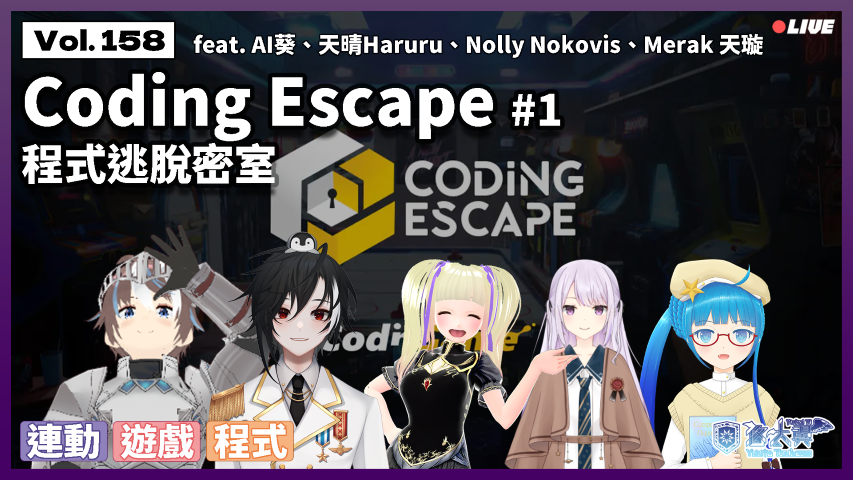 Vol. 158
feat. AI葵、天晴Haruru、Nolly Nokovis、Merak 天璇
LIVE
Coding Escape #1
程式逃脫密室
CODiNG
ESCAPE
連動
遊戲
程式